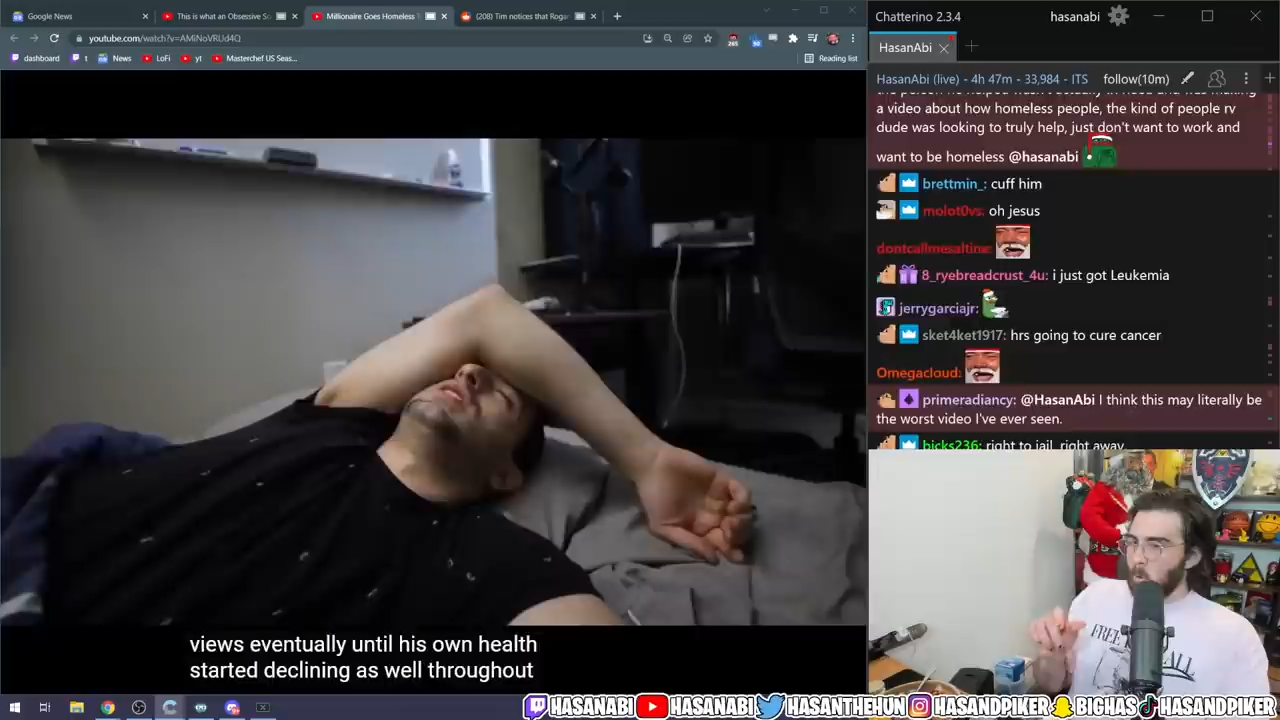 Google News
This is what an Obsessive So
Millionaire Goes Homeless T
(208) Tim notices that Rogan
youtube.com/watch?v=AMiNoVRUd4Q
dashboard
t
News
LoFi
yt
Masterchef US Seas...
Reading list
views eventually until his own health
started declining as well throughout
Chatterino 2.3.4
hasanabi
HasanAbi
HasanAbi (live) - 4h 47m - 33,984 - ITS
follow(10m)
a video about how homeless people, the kind of people rv
dude was looking to truly help, just don't want to work and
want to be homeless @hasanabi
brettmin_: cuff him
molot0vs: oh jesus
dontcallmesaltine:
8_ryebreadcrust_4u: i just got Leukemia
jerrygarciajr:
sket4ket1917: hrs going to cure cancer
Omegacloud:
primeradiancy: @HasanAbi I think this may literally be
the worst video I've ever seen.
bicks236: right to jail, right away
HASANABI
HASANABI
HASANTHEHUN
HASANDPIKER
BIGHAS
HASANDPIKER